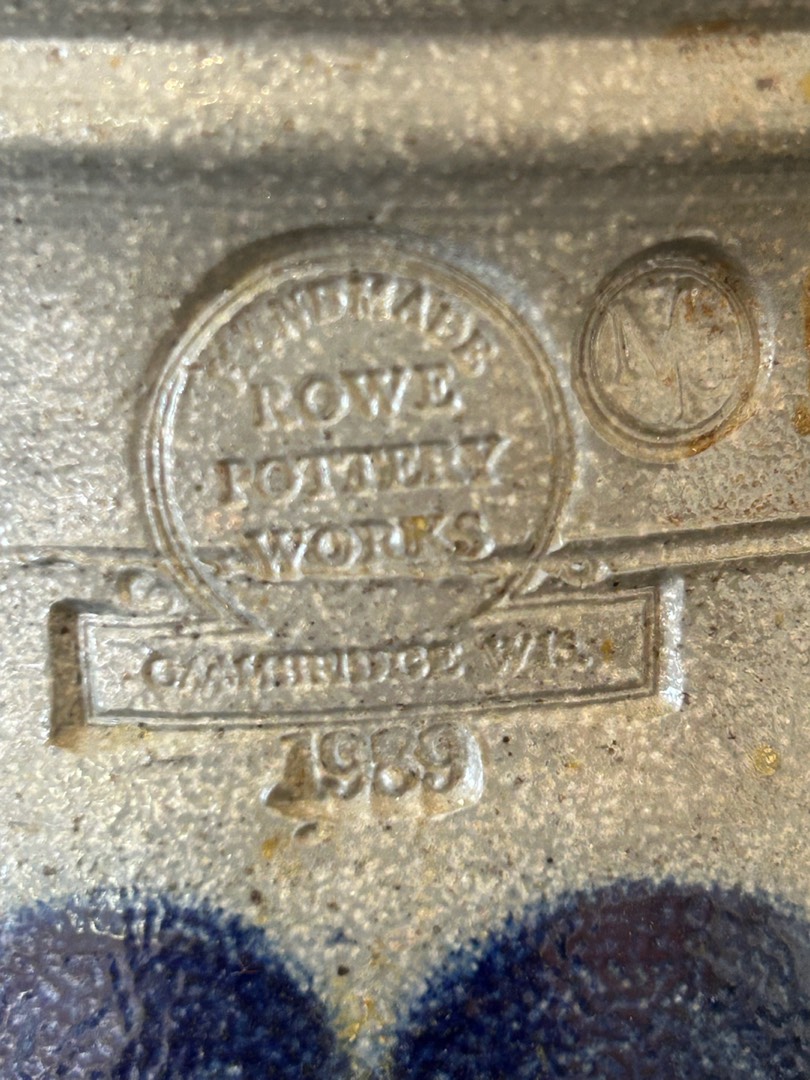 HANDMADE
ROWE
POTTERY
WORKS
CAMBRIDGE WIS.
1989